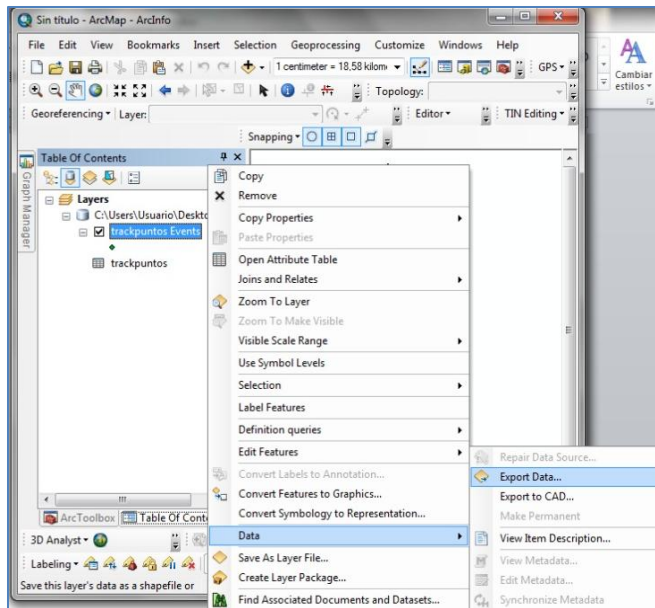 Sin título - ArcMap - ArcInfo
File Edit View Bookmarks Insert Selection Geoprocessing Customize Windows Help
1 centimeter = 18,58 kilom
GPS
Topology:
Georeferencing Layer:
Editor
TIN Editing
Snapping
Cambiar
estilos
Table Of Contents
Graph Manager
Layers
C:\Users\Usuario\Deskto
trackpuntos Events
trackpuntos
Copy
Remove
Copy Properties
Paste Properties
Open Attribute Table
Joins and Relates
Zoom To Layer
Zoom To Make Visible
Visible Scale Range
Use Symbol Levels
Selection
Label Features
Definition queries
Edit Features
Convert Labels to Annotation...
Convert Features to Graphics...
Convert Symbology to Representation...
Data
Save As Layer File...
Create Layer Package...
Find Associated Documents and Datasets...
Repair Data Source...
Export Data...
Export to CAD...
Make Permanent
View Item Description...
View Metadata...
Edit Metadata...
Synchronize Metadata
ArcToolbox Table Of Conte
3D Analyst
Labeling
Save this layer's data as a shapefile or